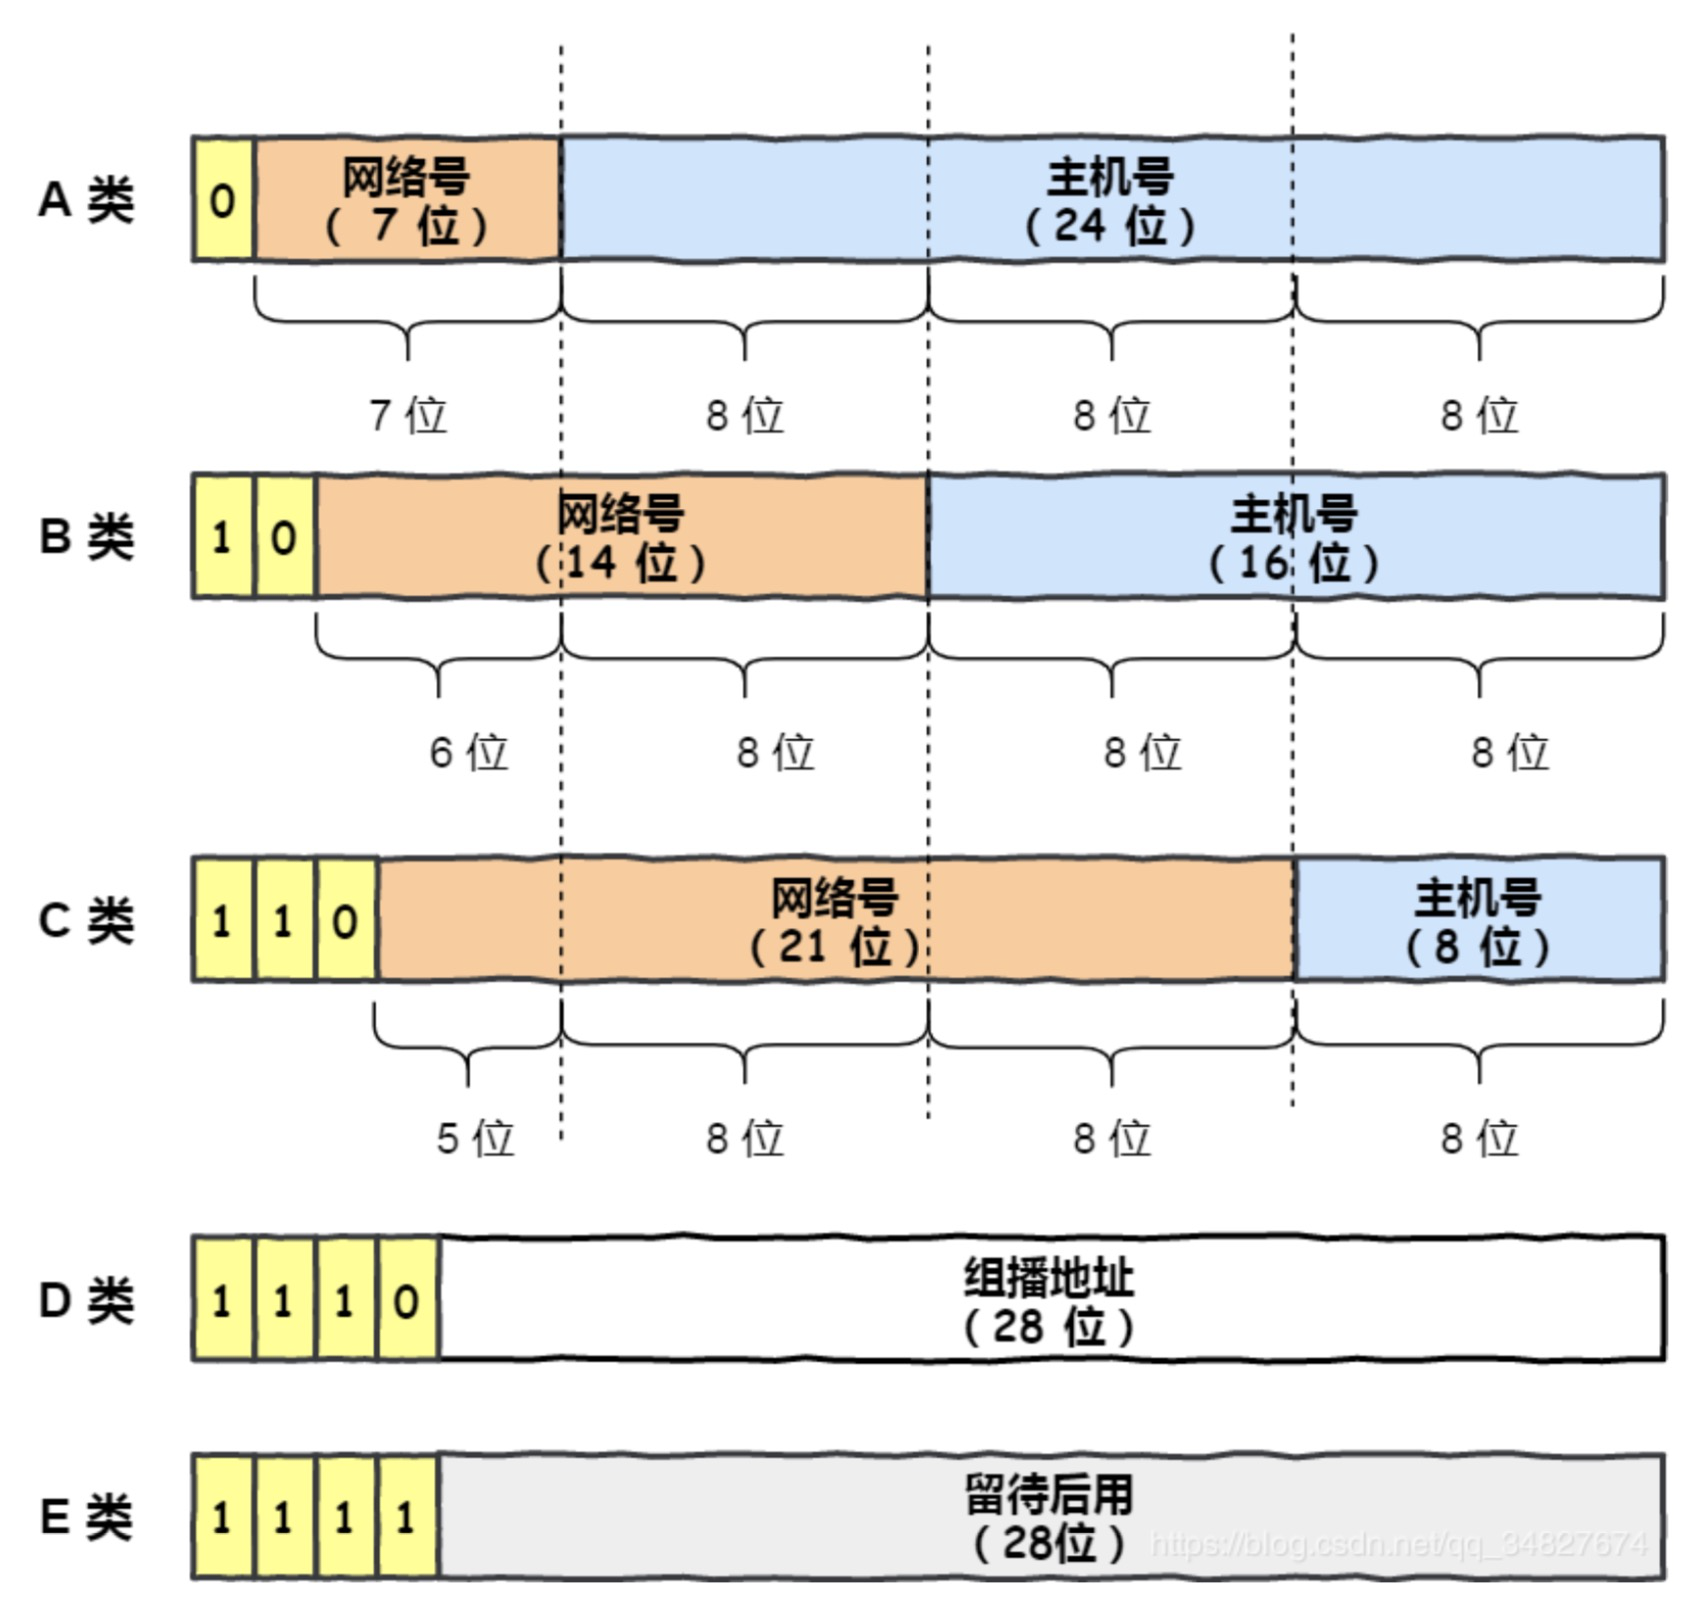 A 类
0
网络号
( 7 位)
主机号
(24 位)
7 位
8 位
8 位
8 位
B 类
1 0
网络号
(14 位)
主机号
(16 位)
6 位
8 位
8 位
8 位
C 类
1 1 0
网络号
(21 位)
主机号
(8 位)
5 位
8 位
8 位
8 位
D 类
1 1 1 0
组播地址
(28 位)
E 类
1 1 1 1
留待后用
(28位)
https://blog.csdn.net/qq_34827674